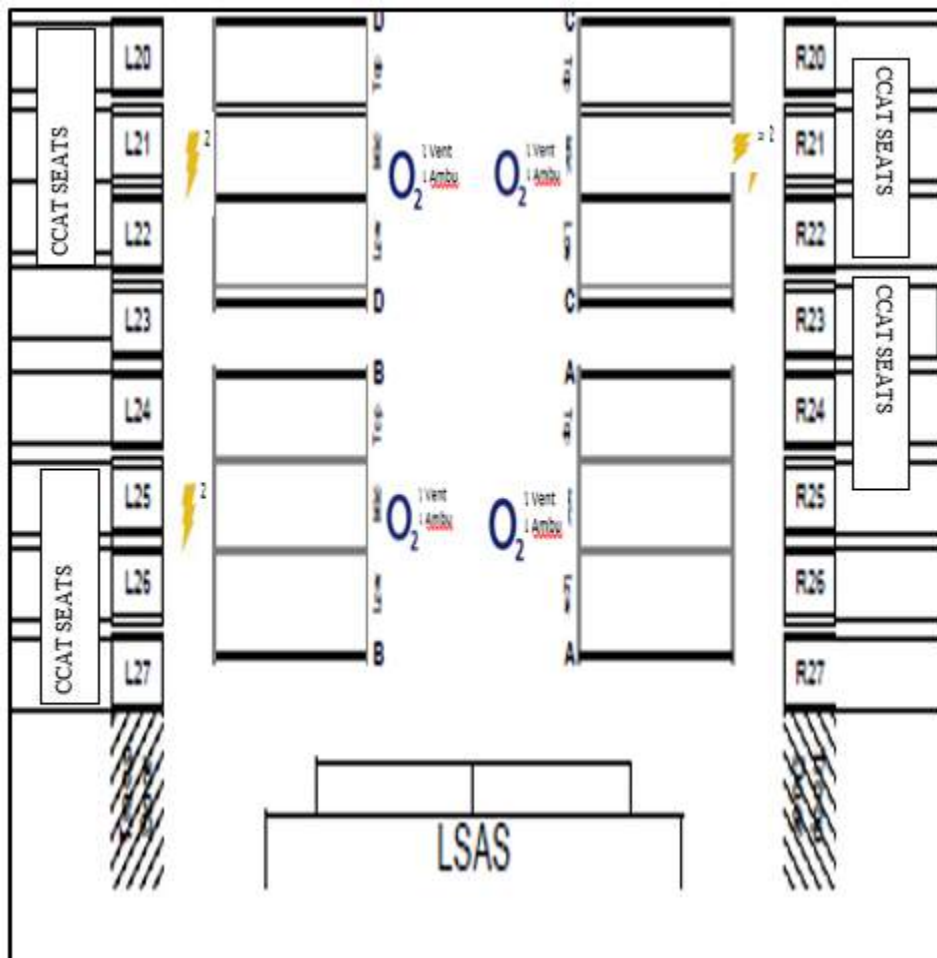 D
C
L20
R20
CCAT SEATS
CCAT SEATS
L21
2
1 Vent
1 Ambu
O2
1 Vent
1 Ambu
O2
= 2
R21
L22
R22
D
C
L23
R23
CCAT SEATS
B
A
L24
Top
R24
L25
2
1 Vent
1 Ambu
O2
1 Vent
1 Ambu
O2
R25
CCAT SEATS
L26
R26
B
A
L27
R27
LSAS